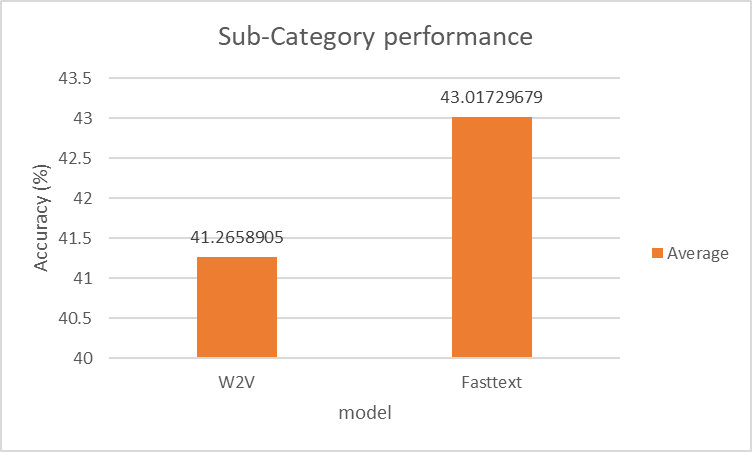 Sub-Category performance
43.5
43
42.5
42
41.5
41
40.5
40
Accuracy (%)
41.2658905
43.01729679
W2V
Fasttext
model
Average